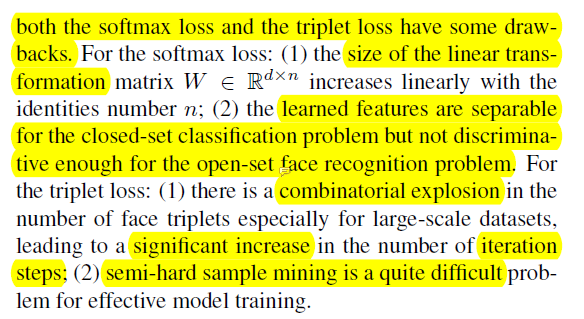 both the softmax loss and the triplet loss have some draw-
backs. For the softmax loss: (1) the size of the linear trans-
formation matrix W ∈ ℝᵈˣⁿ increases linearly with the
identities number n; (2) the learned features are separable
for the closed-set classification problem but not discrimina-
tive enough for the open-set face recognition problem. For
the triplet loss: (1) there is a combinatorial explosion in the
number of face triplets especially for large-scale datasets,
leading to a significant increase in the number of iteration
steps; (2) semi-hard sample mining is a quite difficult prob-
lem for effective model training.